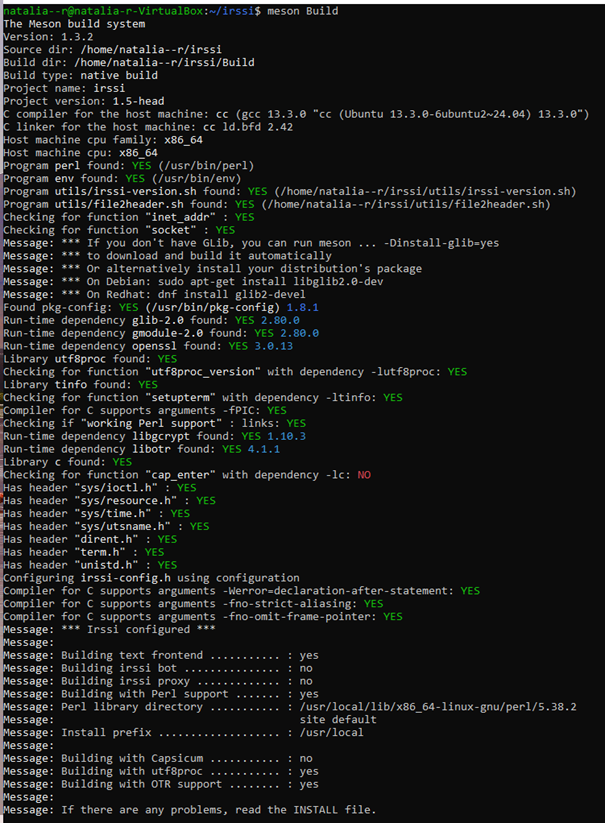 natalia--r@natalia-r-VirtualBox:~/irssi$ meson Build
The Meson build system
Version: 1.3.2
Source dir: /home/natalia--r/irssi
Build dir: /home/natalia--r/irssi/Build
Build type: native build
Project name: irssi
Project version: 1.5-head
C compiler for the host machine: cc (gcc 13.3.0 "cc (Ubuntu 13.3.0-6ubuntu2~24.04) 13.3.0")
C linker for the host machine: cc ld.bfd 2.42
Host machine cpu family: x86_64
Host machine cpu: x86_64
Program perl found: YES (/usr/bin/perl)
Program env found: YES (/usr/bin/env)
Program utils/irssi-version.sh found: YES (/home/natalia--r/irssi/utils/irssi-version.sh)
Program utils/file2header.sh found: YES (/home/natalia--r/irssi/utils/file2header.sh)
Checking for function "inet_addr" : YES
Checking for function "socket" : YES
Message: *** If you don't have GLib, you can run meson ... -Dinstall-glib=yes
Message: *** to download and build it automatically
Message: *** Or alternatively install your distribution's package
Message: *** On Debian: sudo apt-get install libglib2.0-dev
Message: *** On Redhat: dnf install glib2-devel
Found pkg-config: YES (/usr/bin/pkg-config) 1.8.1
Run-time dependency glib-2.0 found: YES 2.80.0
Run-time dependency gmodule-2.0 found: YES 2.80.0
Run-time dependency openssl found: YES 3.0.13
Library utf8proc found: YES
Checking for function "utf8proc_version" with dependency -lutf8proc: YES
Library tinfo found: YES
Checking for function "setupterm" with dependency -ltinfo: YES
Compiler for C supports arguments -fPIC: YES
Checking if "working Perl support" : links: YES
Run-time dependency libgcrypt found: YES 1.10.3
Run-time dependency libotr found: YES 4.1.1
Library c found: YES
Checking for function "cap_enter" with dependency -lc: NO
Has header "sys/ioctl.h" : YES
Has header "sys/resource.h" : YES
Has header "sys/time.h" : YES
Has header "sys/utsname.h" : YES
Has header "dirent.h" : YES
Has header "term.h" : YES
Has header "unistd.h" : YES
Configuring irssi-config.h using configuration
Compiler for C supports arguments -Werror=declaration-after-statement: YES
Compiler for C supports arguments -fno-strict-aliasing: YES
Compiler for C supports arguments -fno-omit-frame-pointer: YES
Message: *** Irssi configured ***
Message:
Message: Building text frontend ........... : yes
Message: Building irssi bot ............... : no
Message: Building irssi proxy ............. : no
Message: Building with Perl support ....... : yes
Message: Perl library directory ........... : /usr/local/lib/x86_64-linux-gnu/perl/5.38.2
Message:                                      site default
Message: Install prefix ................... : /usr/local
Message:
Message: Building with Capsicum ........... : no
Message: Building with utf8proc ........... : yes
Message: Building with OTR support ........ : yes
Message:
Message: If there are any problems, read the INSTALL file.